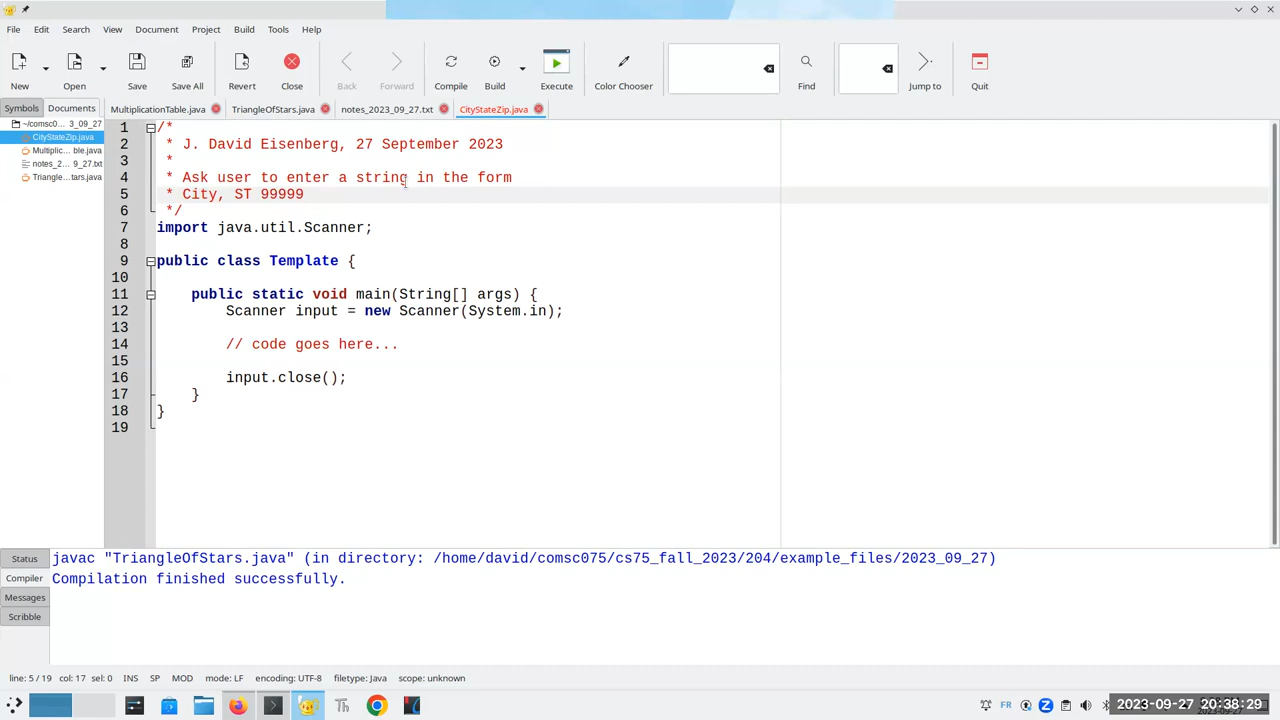 File Edit Search View Document Project Build Tools Help
New Open Save Save All Revert Close Back Forward Compile Build Execute Color Chooser Find Jump to Quit
Symbols Documents MultiplicationTable.java TriangleOfStars.java notes_2023_09_27.txt CityStateZip.java
~/comsc0... 3_09_27
CityStateZip.java
Multiplic... ble.java
notes_2... 9_27.txt
Triangle...tars.java
1 /*
2 * J. David Eisenberg, 27 September 2023
3 *
4 * Ask user to enter a string in the form
5 * City, ST 99999
6 */
7 import java.util.Scanner;
8
9 public class Template {
10
11 public static void main(String[] args) {
12 Scanner input = new Scanner(System.in);
13
14 // code goes here...
15
16 input.close();
17 }
18 }
19
Status
Compiler
Messages
Scribble
javac "TriangleOfStars.java" (in directory: /home/david/comsc075/cs75_fall_2023/204/example_files/2023_09_27)
Compilation finished successfully.
line: 5 / 19 col: 17 sel: 0 INS SP MOD mode: LF encoding: UTF-8 filetype: Java scope: unknown
Th FR 2023-09-27 20:38:29